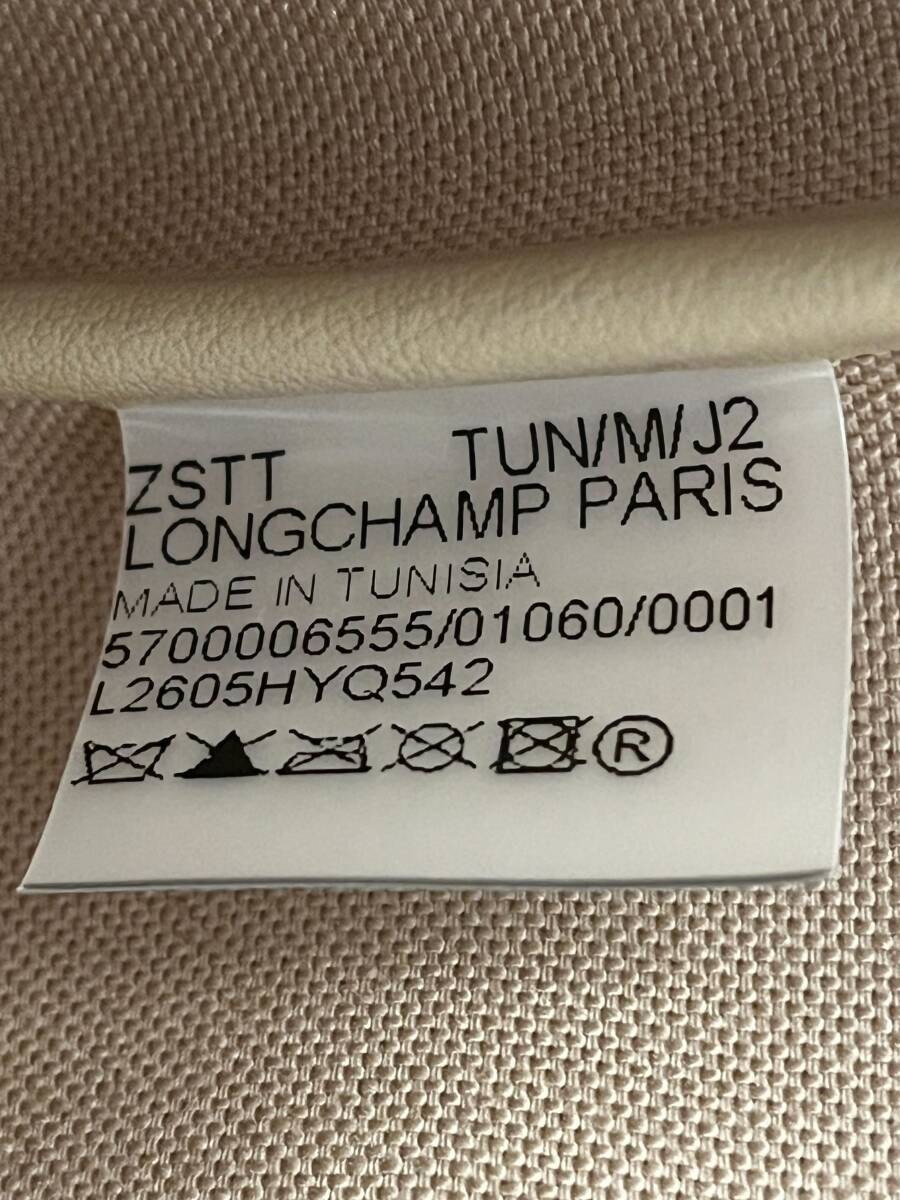 ZSTT TUN/M/J2
LONGCHAMP PARIS
MADE IN TUNISIA
5700006555/01060/0001
L2605HYQ542
®